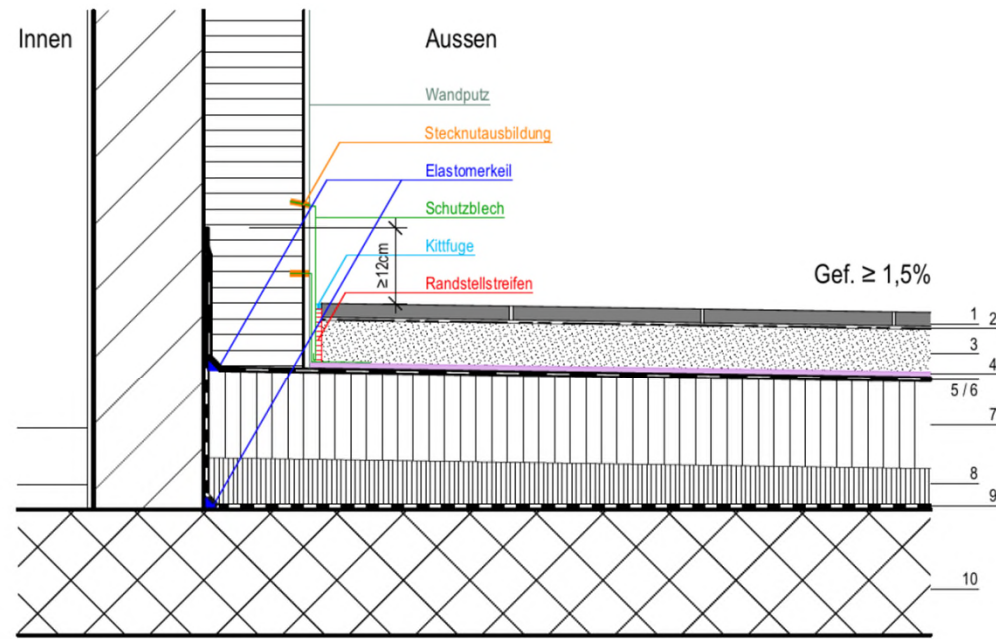 Innen
Aussen
Wandputz
Stecknutausbildung
Elastomerkeil
Schutzblech
Kittfuge
Randstellstreifen
≥12cm
Gef. ≥ 1,5%
1
2
3
4
5 / 6
7
8
9
10